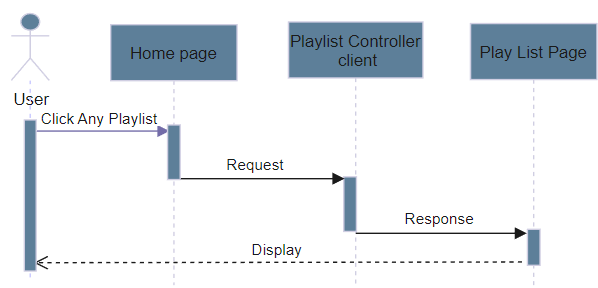 Home page
Playlist Controller
client
Play List Page
User
Click Any Playlist
Request
Response
Display